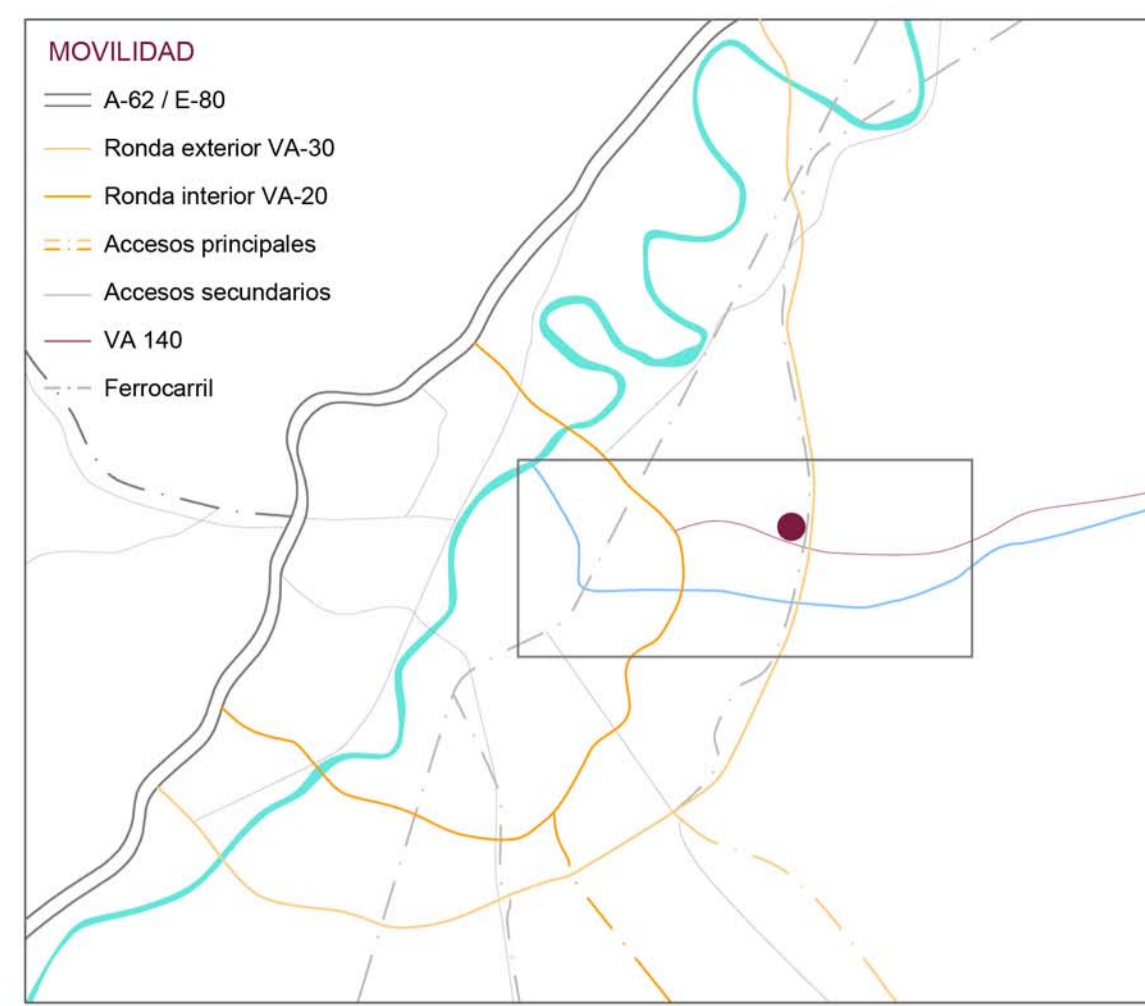 MOVILIDAD
A-62 / E-80
Ronda exterior VA-30
Ronda interior VA-20
Accesos principales
Accesos secundarios
VA 140
Ferrocarril